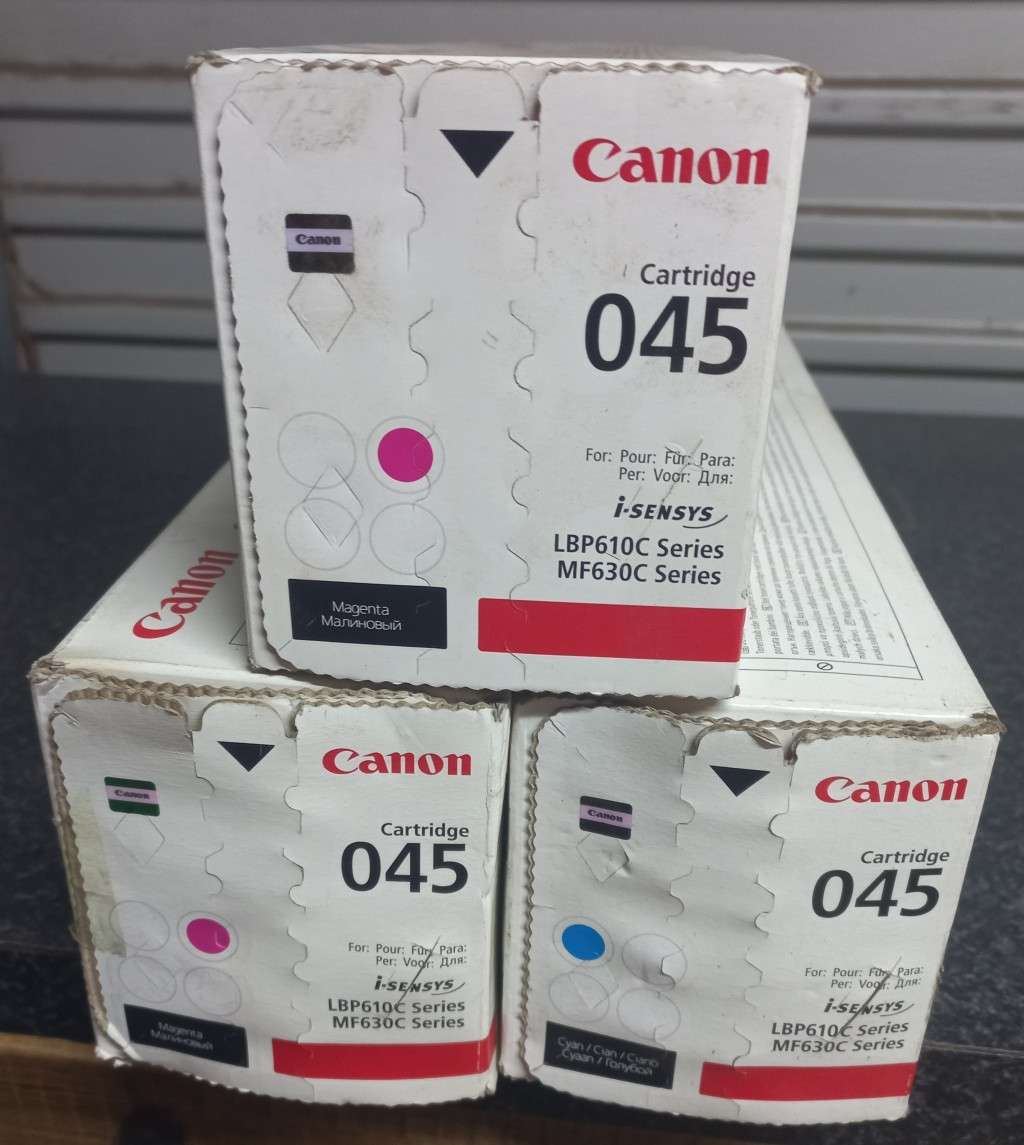 Canon
Canon
Cartridge
045
For: Pour: Für: Para:
Per: Voor: Для:
i-SENSYS
LBP610C Series
MF630C Series
Magenta
Малиновый
Canon
Canon
Canon
Cartridge
045
For: Pour: Für: Para:
Per: Voor: Для:
i-SENSYS
LBP610C Series
MF630C Series
Magenta
Малиновый
Canon
Canon
Cartridge
045
For: Pour: Für: Para:
Per: Voor: Для:
i-SENSYS
LBP610C Series
MF630C Series
Cyan / Cian / Ciano
Cyaan / Голубой